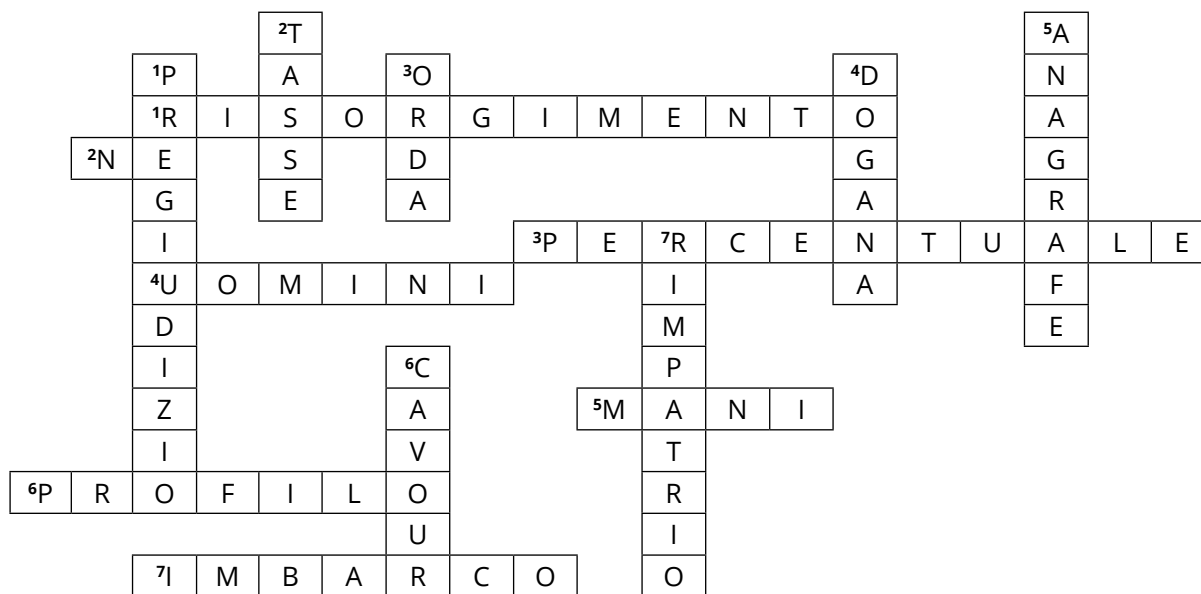 ²T ⁵A
¹P A ³O ⁴D N
¹R I S O R G I M E N T O A
²N E S D G G
G E A A R
I ³P E ⁷R C E N T U A L E
⁴U O M I N I I A F
D M E
I ⁶C P
Z A ⁵M A N I
I V T
⁶P R O F I L O R
U I
⁷I M B A R C O O